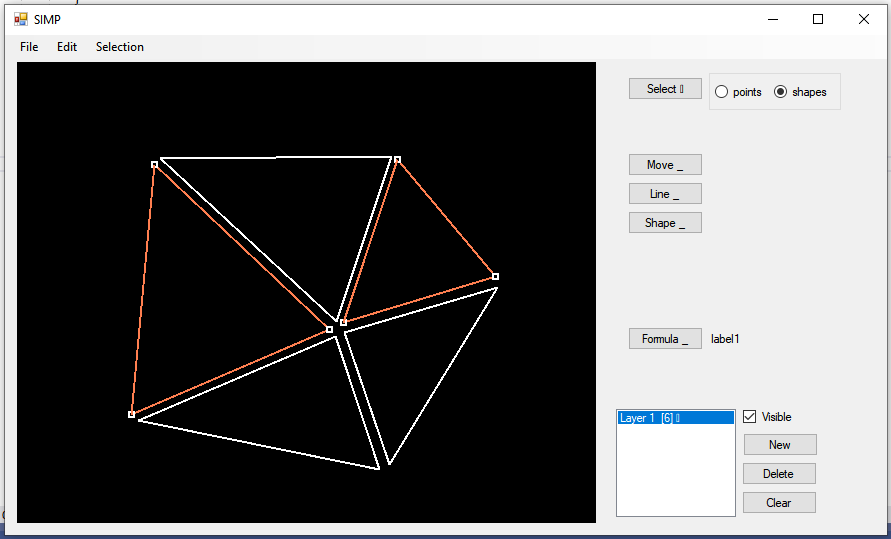 SIMP
File Edit Selection
Select
points
shapes
Move _
Line _
Shape _
Formula _
label1
Layer 1 [6]
Visible
New
Delete
Clear